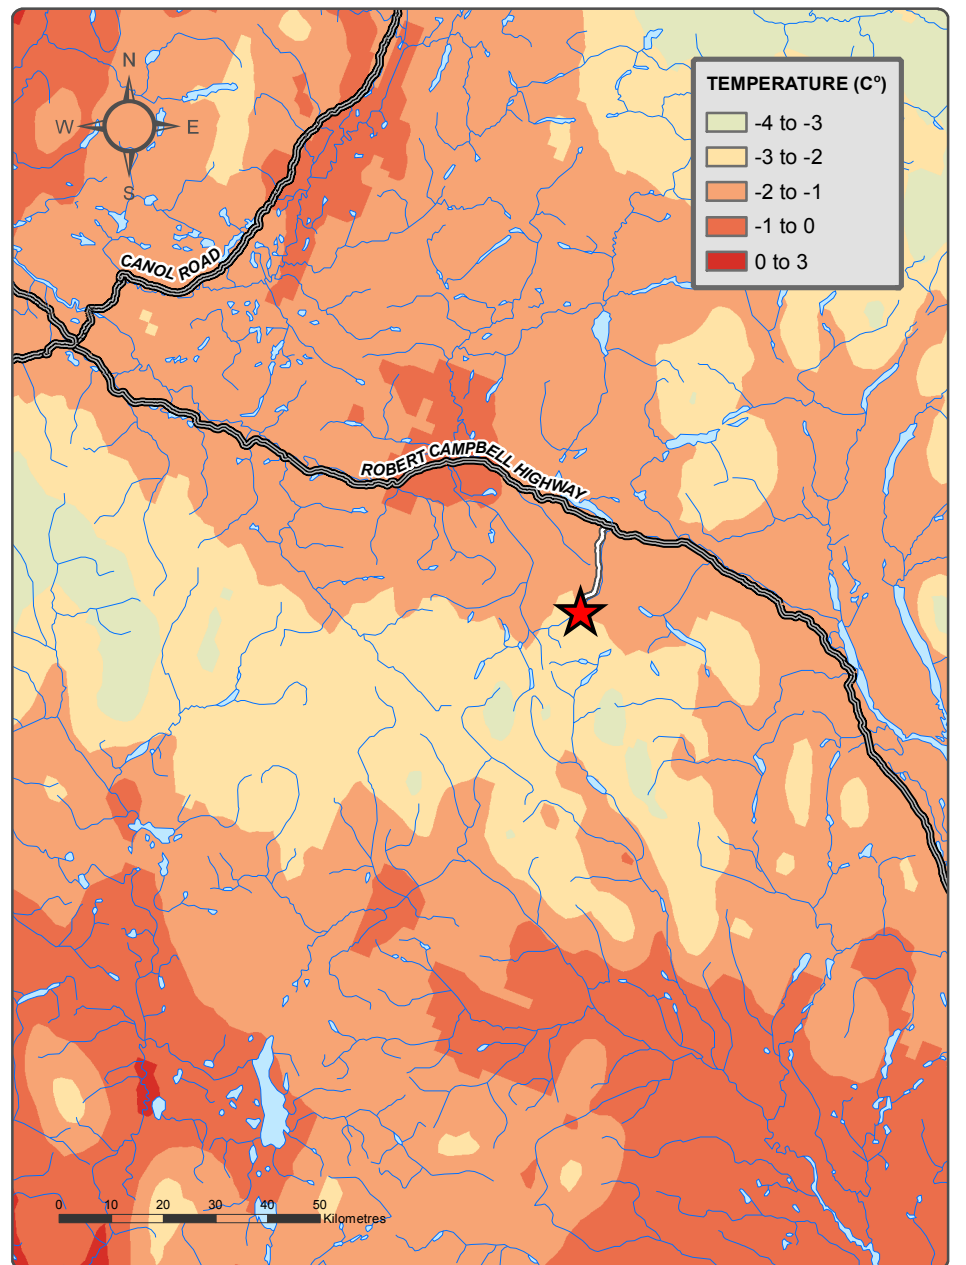 N
W E
S
TEMPERATURE (Cº)
-4 to -3
-3 to -2
-2 to -1
-1 to 0
0 to 3
CANOL ROAD
ROBERT CAMPBELL HIGHWAY
0 10 20 30 40 50
Kilometres